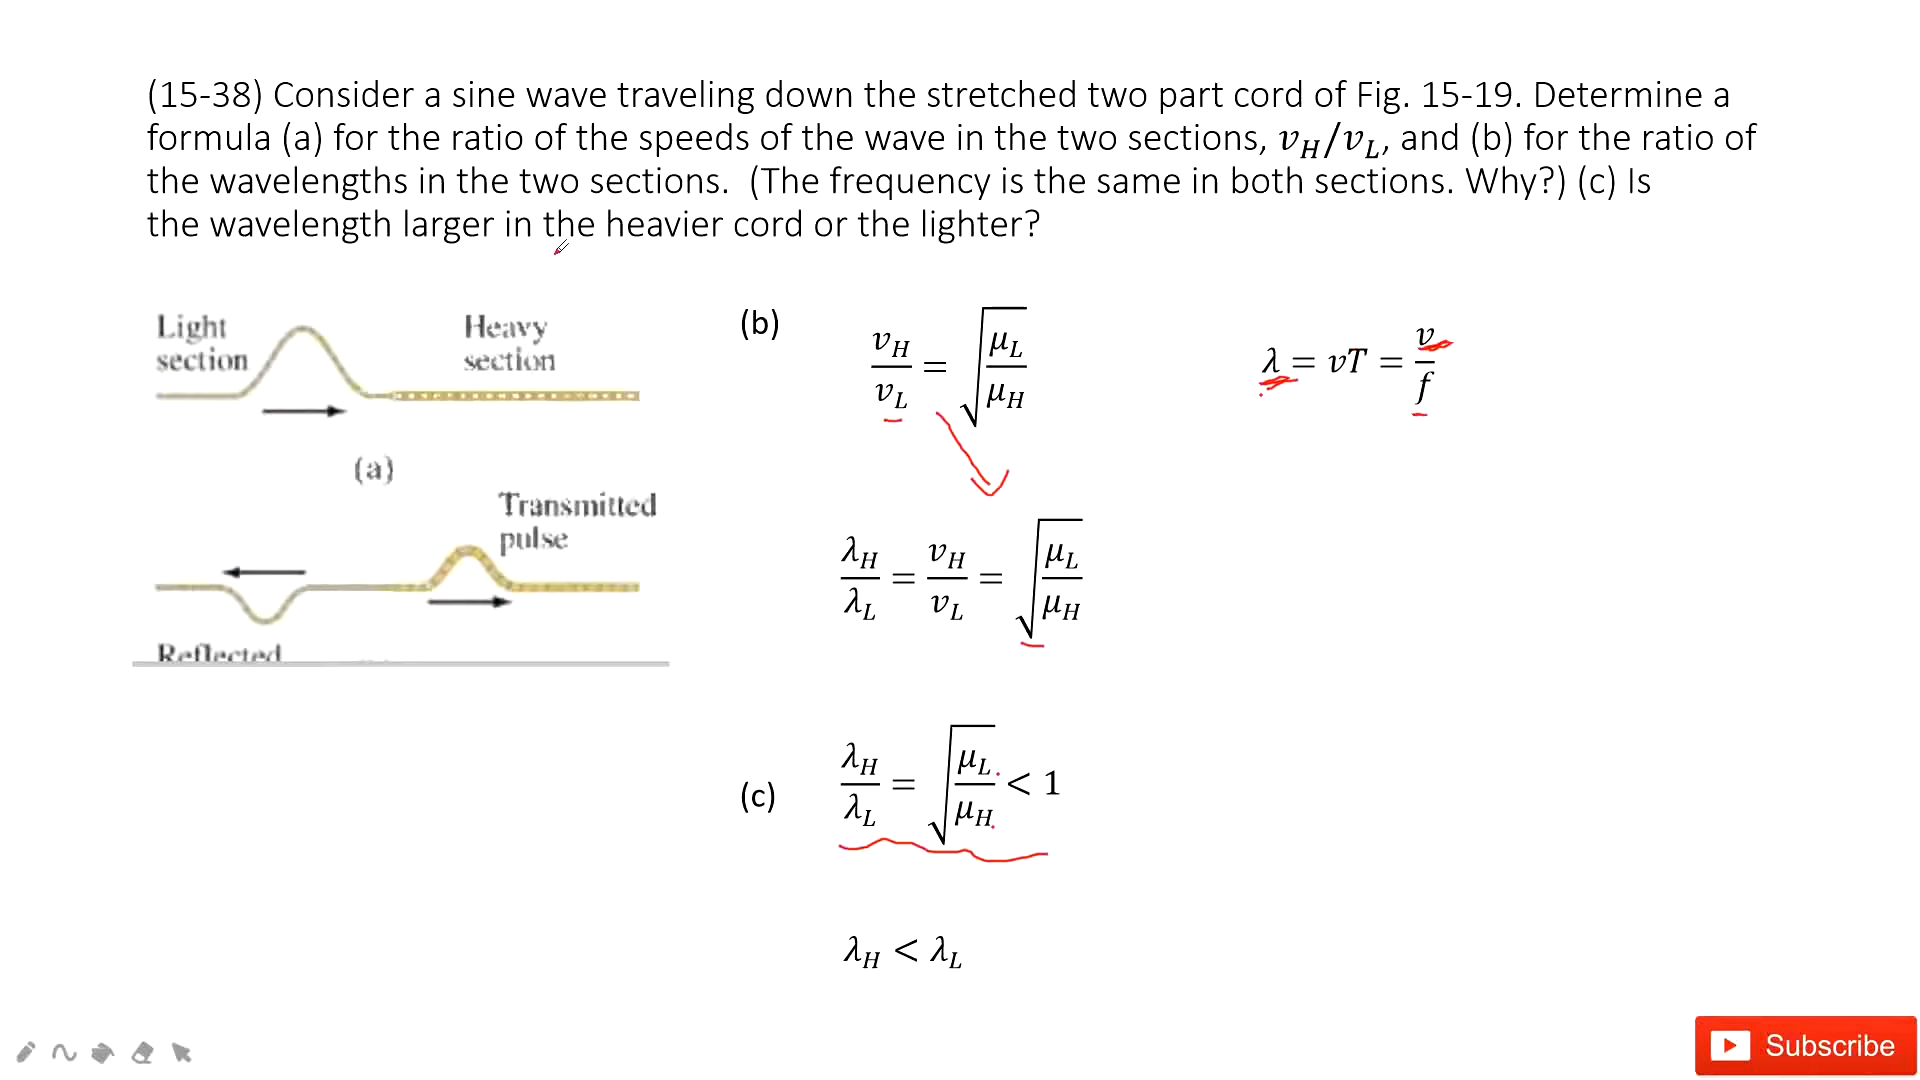 (15-38) Consider a sine wave traveling down the stretched two part cord of Fig. 15-19. Determine a
formula (a) for the ratio of the speeds of the wave in the two sections, v_H/v_L, and (b) for the ratio of
the wavelengths in the two sections. (The frequency is the same in both sections. Why?) (c) Is
the wavelength larger in the heavier cord or the lighter?
Light
section
Heavy
section
(a)
Transmitted
pulse
Reflected
(b)
v_H/v_L = √(μ_L/μ_H)
λ = vT = v/f
λ_H/λ_L = v_H/v_L = √(μ_L/μ_H)
(c)
λ_H/λ_L = √(μ_L/μ_H) < 1
λ_H < λ_L
Subscribe